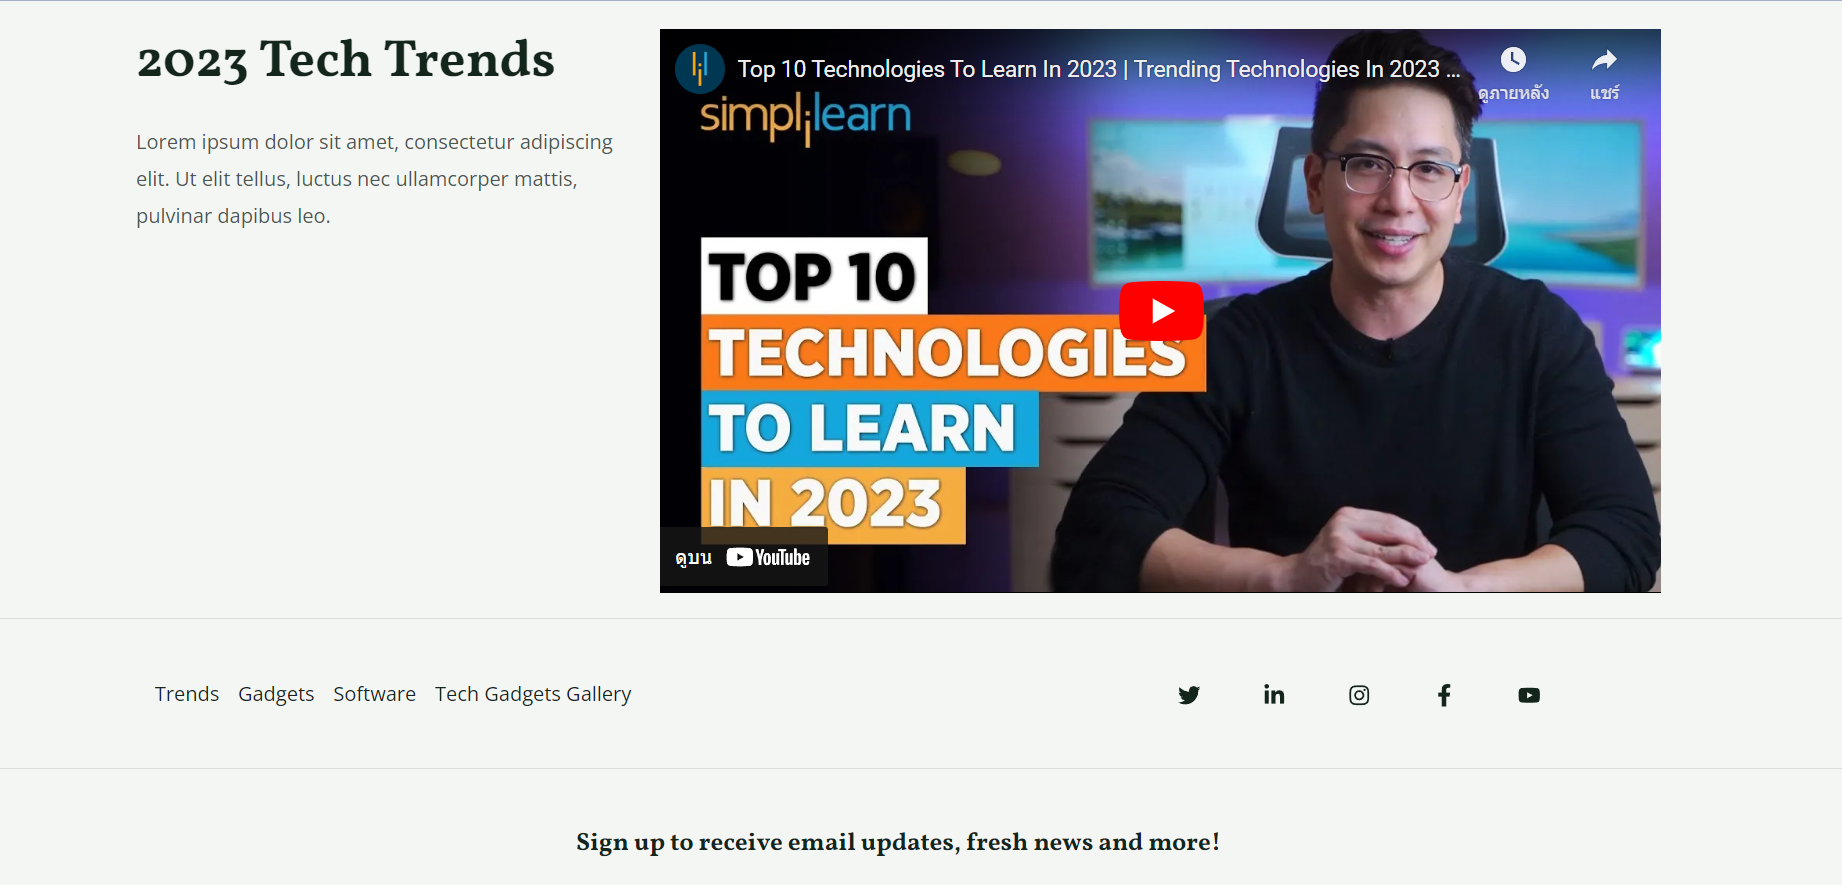 2023 Tech Trends
Lorem ipsum dolor sit amet, consectetur adipiscing
elit. Ut elit tellus, luctus nec ullamcorper mattis,
pulvinar dapibus leo.
Top 10 Technologies To Learn In 2023 | Trending Technologies In 2023 ...
ดูภายหลัง
แชร์
simplilearn
TOP 10
TECHNOLOGIES
TO LEARN
IN 2023
ดูบน YouTube
Trends Gadgets Software Tech Gadgets Gallery
Sign up to receive email updates, fresh news and more!